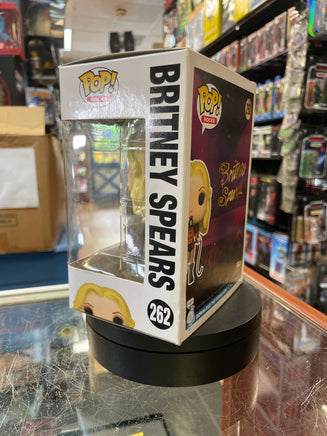 POP!
ROCKS
BRITNEY SPEARS
262
POP!
ROCKS
Britney
Spears